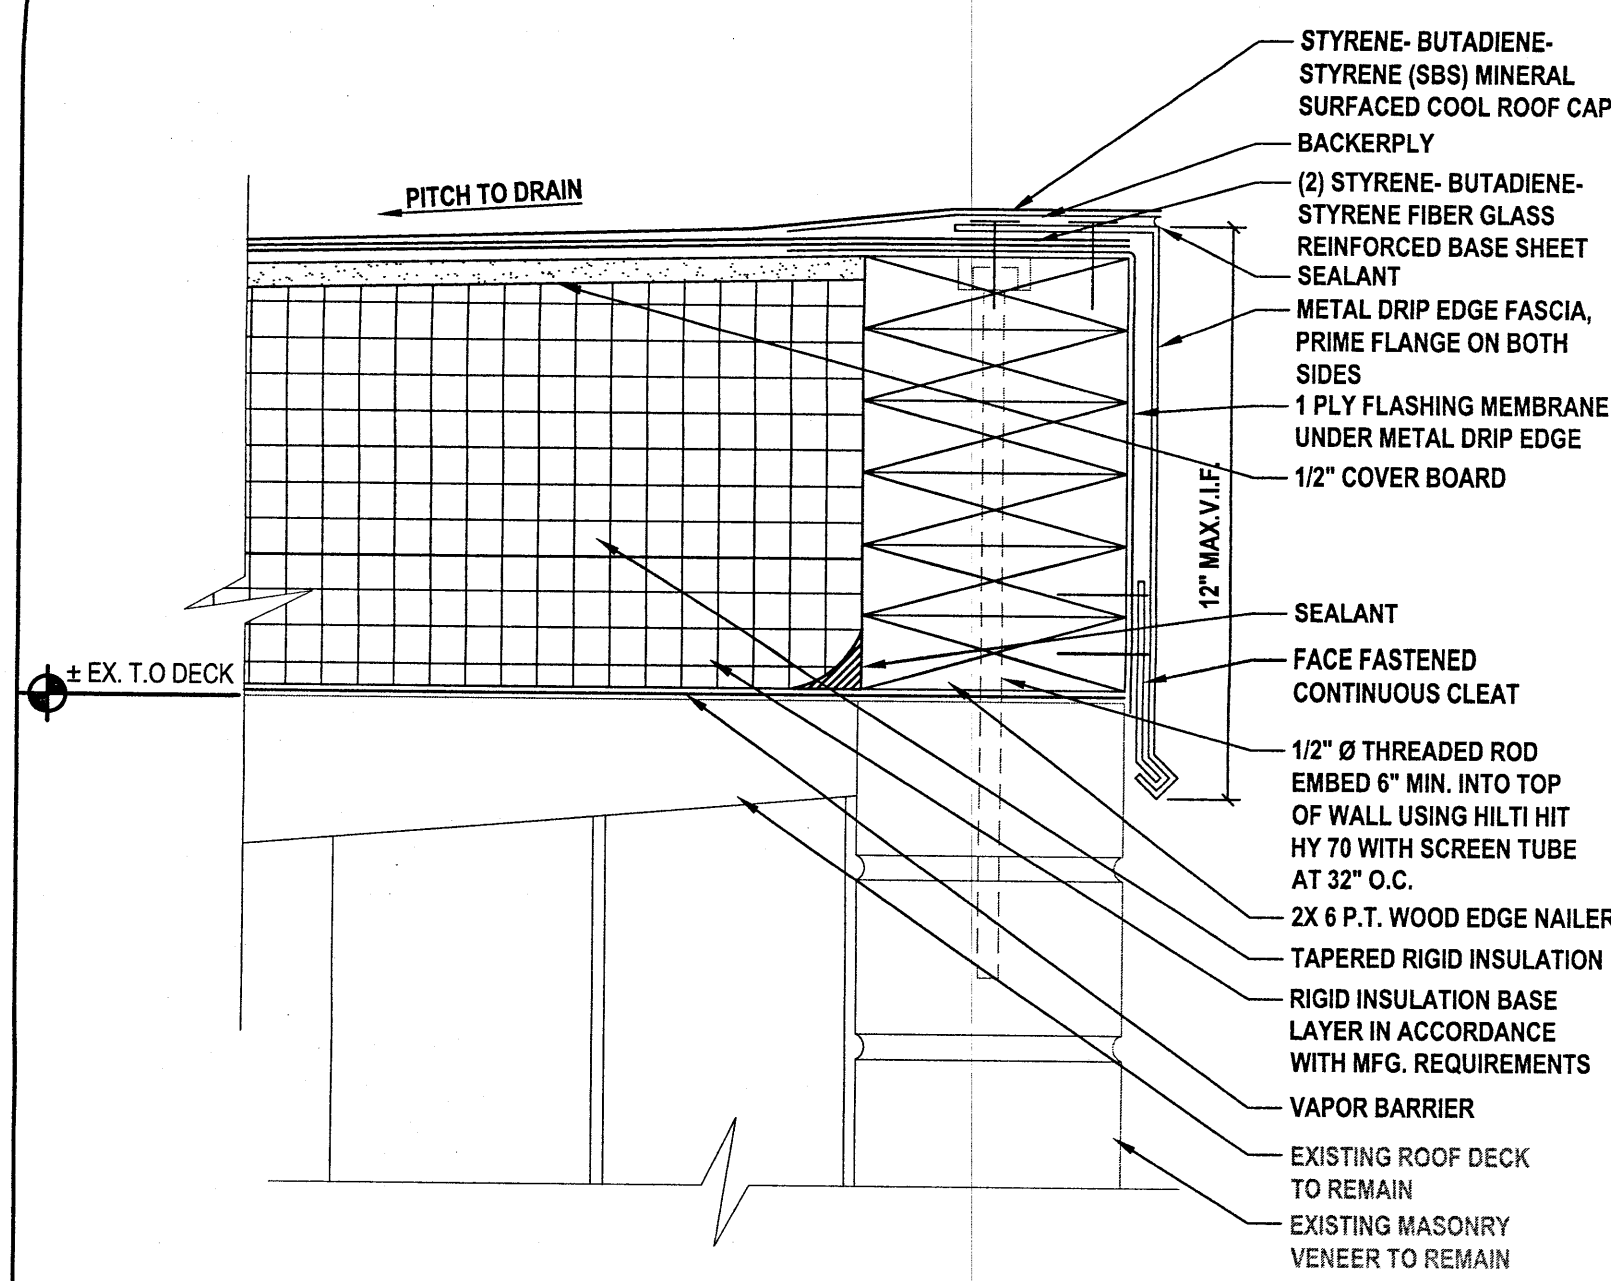 STYRENE- BUTADIENE-
STYRENE (SBS) MINERAL
SURFACED COOL ROOF CAP
BACKERPLY
(2) STYRENE- BUTADIENE-
STYRENE FIBER GLASS
REINFORCED BASE SHEET
SEALANT
METAL DRIP EDGE FASCIA,
PRIME FLANGE ON BOTH
SIDES
1 PLY FLASHING MEMBRANE
UNDER METAL DRIP EDGE
1/2" COVER BOARD
PITCH TO DRAIN
12" MAX.V.I.F.
± EX. T.O DECK
SEALANT
FACE FASTENED
CONTINUOUS CLEAT
1/2" Ø THREADED ROD
EMBED 6" MIN. INTO TOP
OF WALL USING HILTI HIT
HY 70 WITH SCREEN TUBE
AT 32" O.C.
2X 6 P.T. WOOD EDGE NAILER
TAPERED RIGID INSULATION
RIGID INSULATION BASE
LAYER IN ACCORDANCE
WITH MFG. REQUIREMENTS
VAPOR BARRIER
EXISTING ROOF DECK
TO REMAIN
EXISTING MASONRY
VENEER TO REMAIN